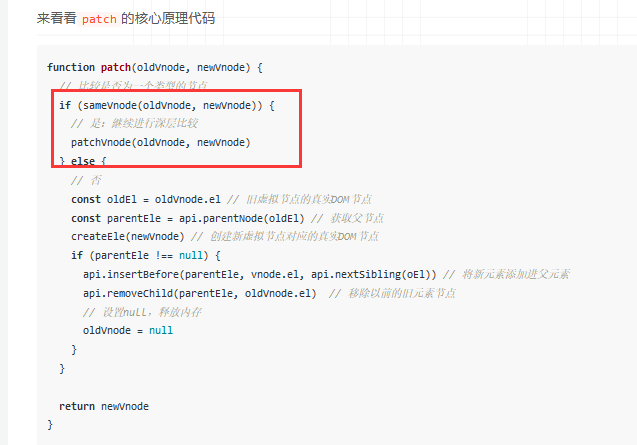 来看看 patch 的核心原理代码
function patch(oldVnode, newVnode) {
// 比较是否为一个类型的节点
if (sameVnode(oldVnode, newVnode)) {
// 是：继续进行深层比较
patchVnode(oldVnode, newVnode)
} else {
// 否
const oldEl = oldVnode.el // 旧虚拟节点的真实DOM节点
const parentEle = api.parentNode(oldEl) // 获取父节点
createEle(newVnode) // 创建新虚拟节点对应的真实DOM节点
if (parentEle !== null) {
api.insertBefore(parentEle, vnode.el, api.nextSibling(oEl)) // 将新元素添加进父元素
api.removeChild(parentEle, oldVnode.el)  // 移除以前的旧元素节点
// 设置null，释放内存
oldVnode = null
}
}
return newVnode
}